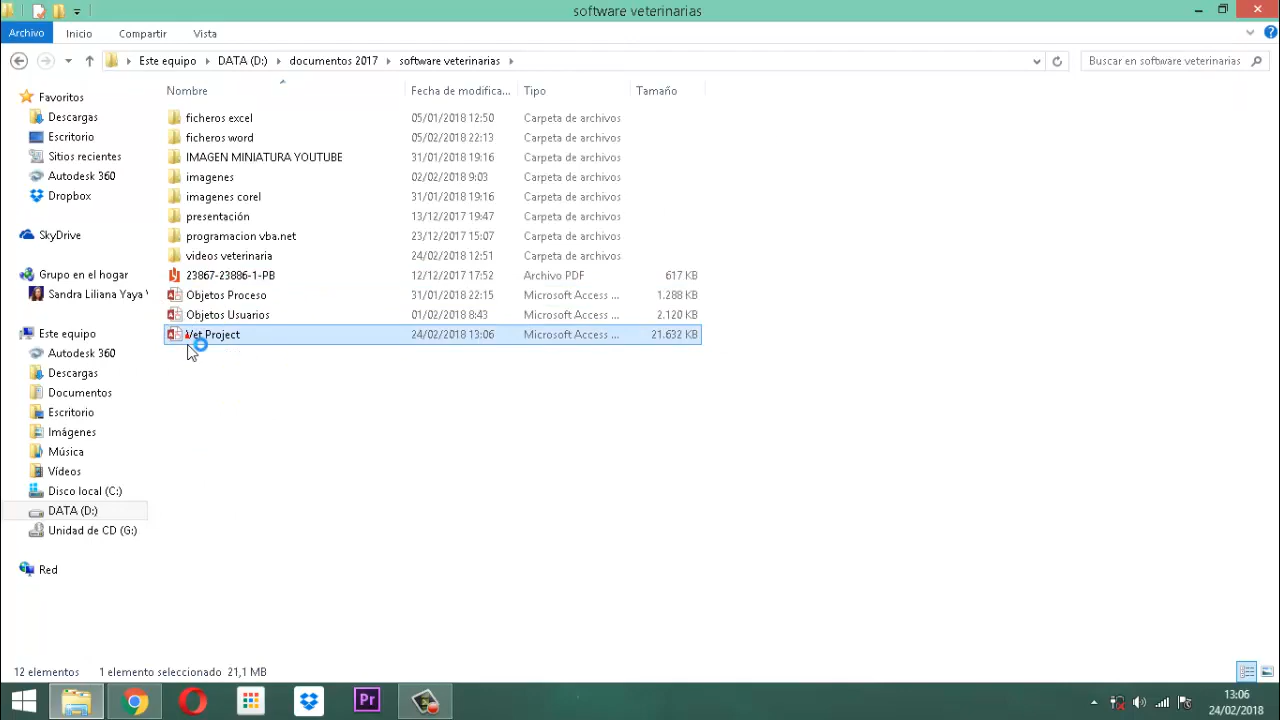 software veterinarias
Archivo Inicio Compartir Vista
Este equipo DATA (D:) documentos 2017 software veterinarias Buscar en software veterinarias
Nombre Fecha de modifica... Tipo Tamaño
Favoritos
Descargas
Escritorio
Sitios recientes
Autodesk 360
Dropbox
SkyDrive
Grupo en el hogar
Sandra Liliana Yaya
Este equipo
Autodesk 360
Descargas
Documentos
Escritorio
Imágenes
Música
Vídeos
Disco local (C:)
DATA (D:)
Unidad de CD (G:)
Red
ficheros excel 05/01/2018 12:50 Carpeta de archivos
ficheros word 05/02/2018 22:13 Carpeta de archivos
IMAGEN MINIATURA YOUTUBE 31/01/2018 19:16 Carpeta de archivos
imagenes 02/02/2018 9:03 Carpeta de archivos
imagenes corel 31/01/2018 19:16 Carpeta de archivos
presentación 13/12/2017 19:47 Carpeta de archivos
programacion vba.net 23/12/2017 15:07 Carpeta de archivos
videos veterinaria 24/02/2018 12:51 Carpeta de archivos
23867-23886-1-PB 12/12/2017 17:52 Archivo PDF 617 KB
Objetos Proceso 31/01/2018 22:15 Microsoft Access ... 1.288 KB
Objetos Usuarios 01/02/2018 8:43 Microsoft Access ... 2.120 KB
Vet Project 24/02/2018 13:06 Microsoft Access ... 21.632 KB
12 elementos 1 elemento seleccionado 21,1 MB
Pr
13:06
24/02/2018